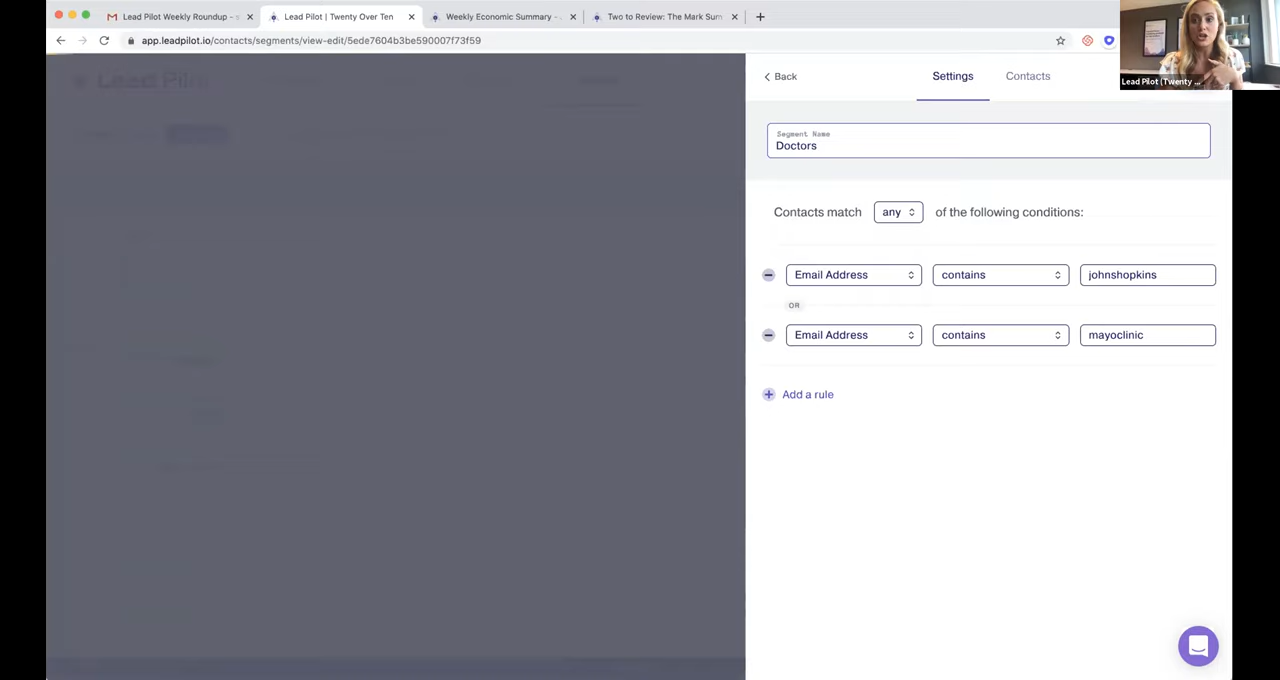 Lead Pilot Weekly Roundup - s
Lead Pilot | Twenty Over Ten
Weekly Economic Summary -
Two to Review: The Mark Sum
app.leadpilot.io/contacts/segments/view-edit/5ede7604b3be590007f73f59
Lead Pilot (Twenty ...
Lead Pilot
Back
Settings
Contacts
Segment Name
Doctors
Contacts match any of the following conditions:
Email Address contains johnshopkins
OR
Email Address contains mayoclinic
Add a rule